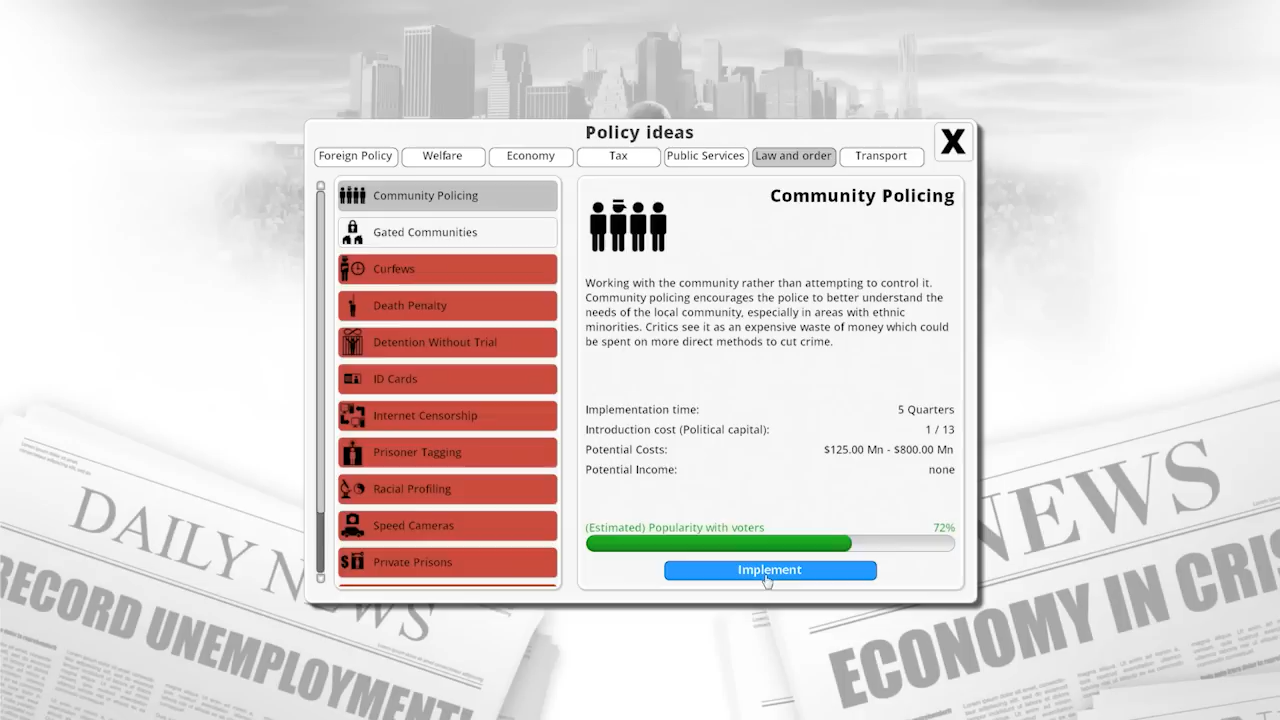 Policy ideas
X
Foreign Policy
Welfare
Economy
Tax
Public Services
Law and order
Transport
Community Policing
Gated Communities
Curfews
Death Penalty
Detention Without Trial
ID Cards
Internet Censorship
Prisoner Tagging
Racial Profiling
Speed Cameras
Private Prisons
Community Policing
Working with the community rather than attempting to control it.
Community policing encourages the police to better understand the
needs of the local community, especially in areas with ethnic
minorities. Critics see it as an expensive waste of money which could
be spent on more direct methods to cut crime.
Implementation time: 5 Quarters
Introduction cost (Political capital): 1 / 13
Potential Costs: $125.00 Mn - $800.00 Mn
Potential Income: none
(Estimated) Popularity with voters 72%
Implement
DAILY NEWS
RECORD UNEMPLOYMENT!
NEWS
ECONOMY IN CRIS